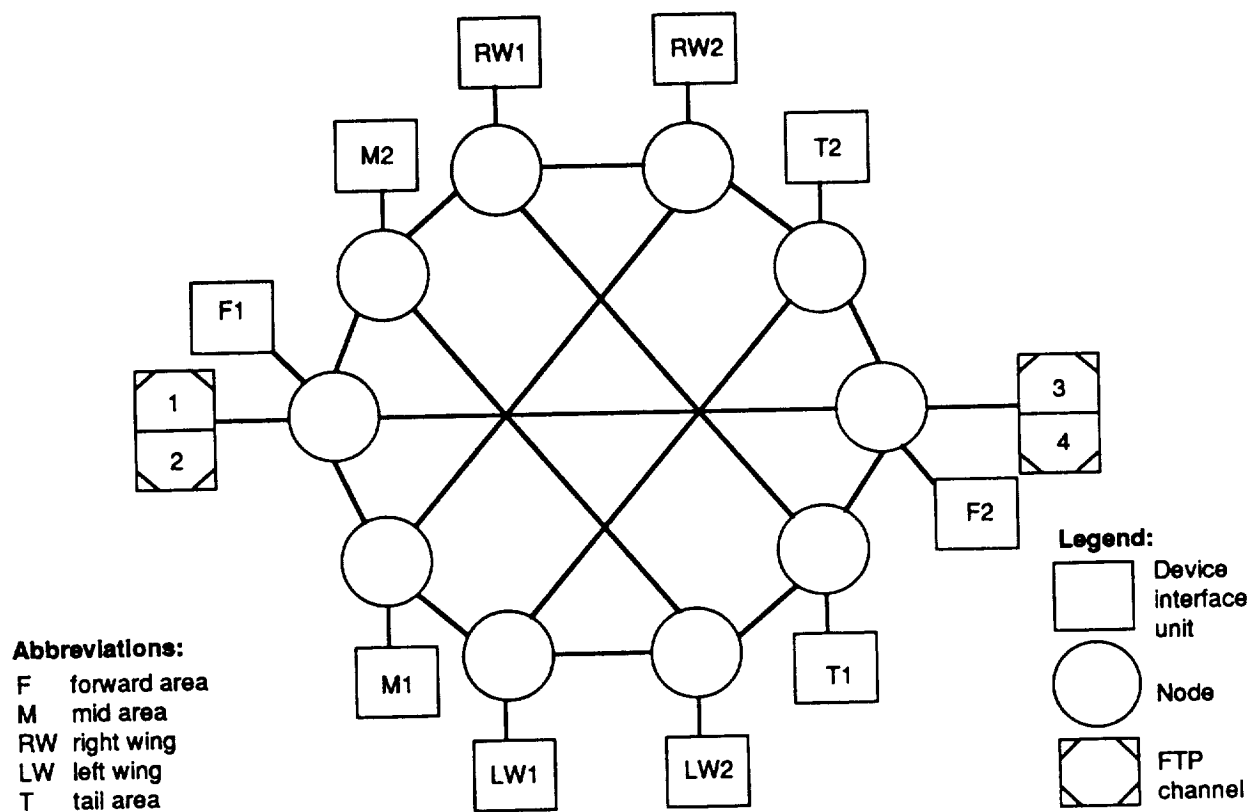 RW1
RW2
M2
T2
F1
1
2
3
4
F2
M1
T1
LW1
LW2
Abbreviations:
F forward area
M mid area
RW right wing
LW left wing
T tail area
Legend:
Device
interface
unit
Node
FTP
channel